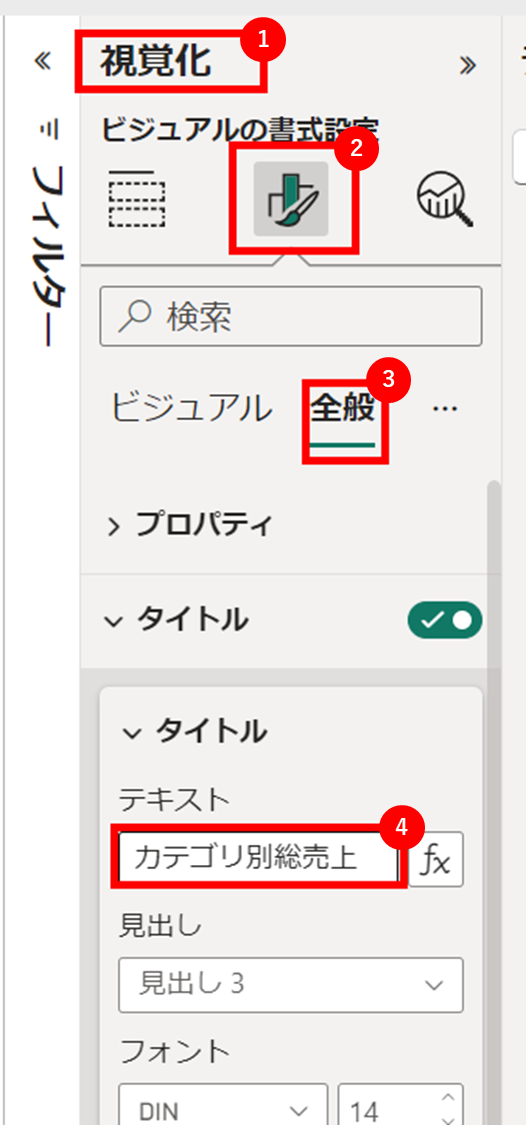 視覚化
1
ビジュアルの書式設定
2
フィルター
検索
ビジュアル 全般 ...
3
プロパティ
タイトル
タイトル
テキスト
4
カテゴリ別総売上 fx
見出し
見出し 3
フォント
DIN 14